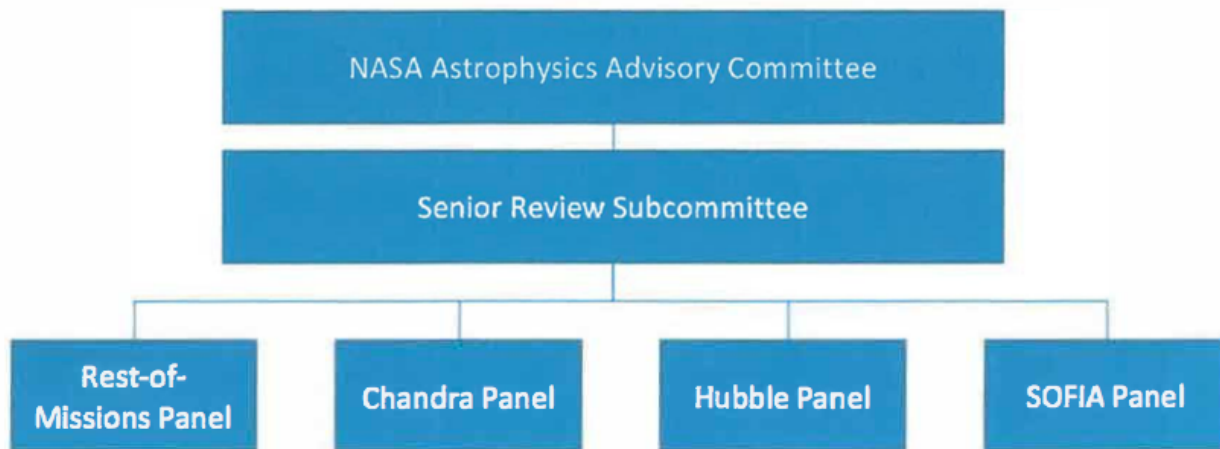 NASA Astrophysics Advisory Committee
Senior Review Subcommittee
Rest-of-
Missions Panel
Chandra Panel
Hubble Panel
SOFIA Panel